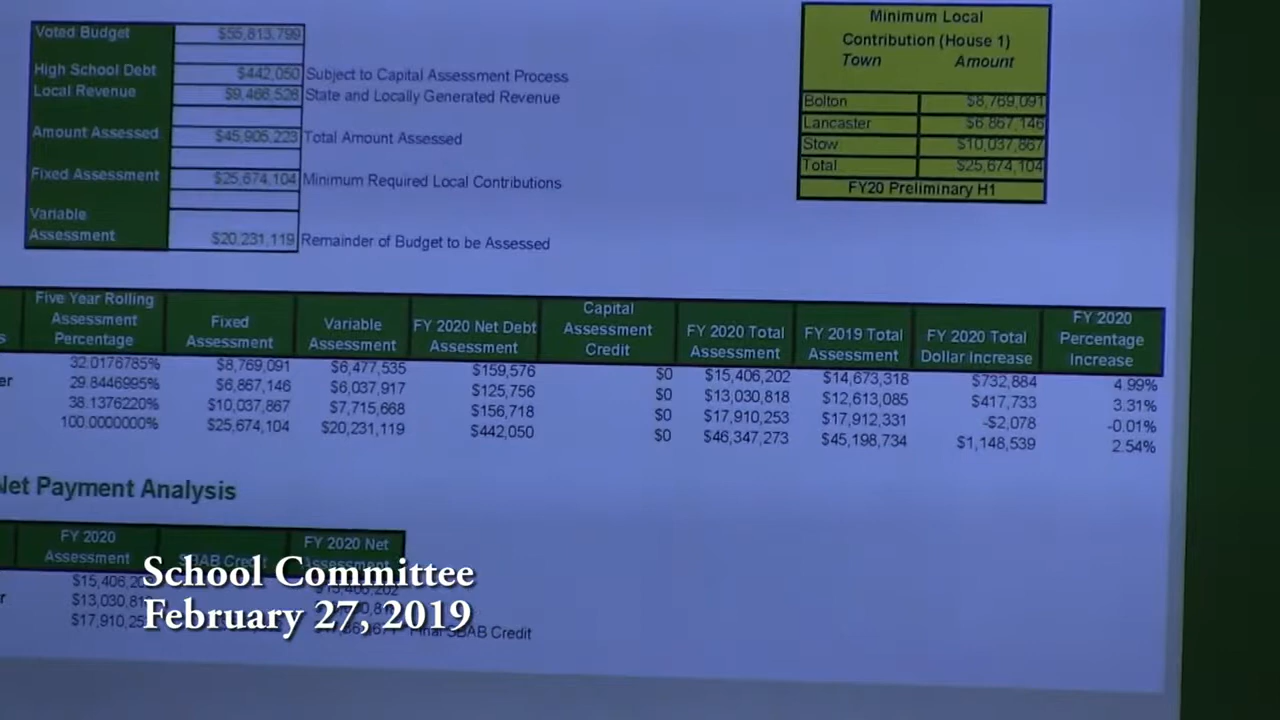 Voted Budget $55,813,799
High School Debt $442,050 Subject to Capital Assessment Process
Local Revenue $9,466,526 State and Locally Generated Revenue
Amount Assessed $45,905,223 Total Amount Assessed
Fixed Assessment $25,674,104 Minimum Required Local Contributions
Variable
Assessment $20,231,119 Remainder of Budget to be Assessed
Minimum Local
Contribution (House 1)
Town Amount
Bolton $8,769,091
Lancaster $6,867,146
Stow $10,037,867
Total $25,674,104
FY20 Preliminary H1
Five Year Rolling Assessment Percentage Fixed Assessment Variable Assessment FY 2020 Net Debt Assessment Capital Assessment Credit FY 2020 Total Assessment FY 2019 Total Assessment FY 2020 Total Dollar Increase FY 2020 Percentage Increase
32.0176785% $8,769,091 $6,477,535 $159,576 $0 $15,406,202 $14,673,318 $732,884 4.99%
er 29.8446995% $6,867,146 $6,037,917 $125,756 $0 $13,030,818 $12,613,085 $417,733 3.31%
38.1376220% $10,037,867 $7,715,668 $156,718 $0 $17,910,253 $17,912,331 -$2,078 -0.01%
100.0000000% $25,674,104 $20,231,119 $442,050 $0 $46,347,273 $45,198,734 $1,148,539 2.54%
Net Payment Analysis
FY 2020 Assessment SBAB Credit FY 2020 Net Assessment
$15,406,20
r $13,030,81
$17,910,25 Final SBAB Credit
School Committee
February 27, 2019